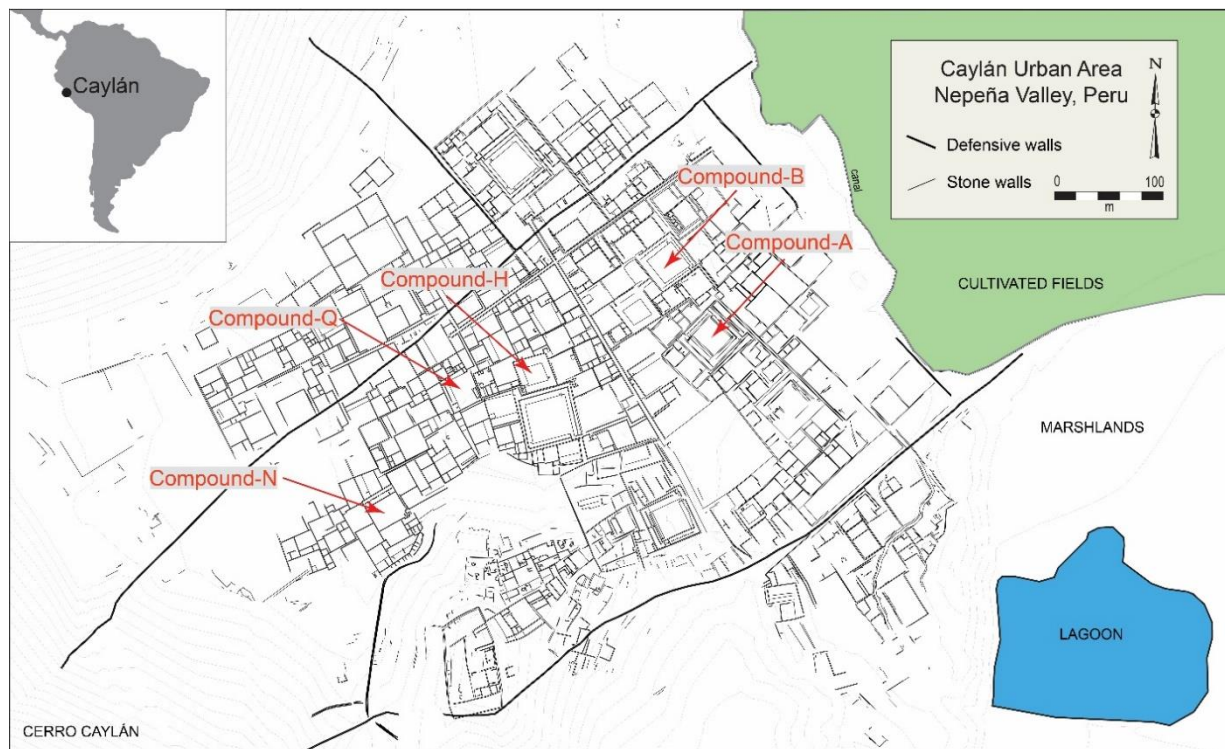 Caylán
Caylán Urban Area
Nepeña Valley, Peru
N
Defensive walls
Stone walls
0 100
m
canal
Compound-B
Compound-A
Compound-H
Compound-Q
Compound-N
CULTIVATED FIELDS
MARSHLANDS
LAGOON
CERRO CAYLÁN